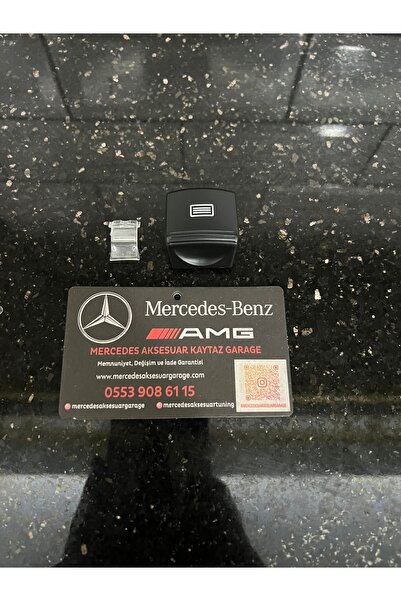 Mercedes-Benz
AMG
MERCEDES AKSESUAR KAYTAZ GARAGE
Memnuniyet, Değişim ve İade Garantisi
www.mercedesaksesuargarage.com
0553 908 61 15
mercedesaksesuargarage mercedesaksesuartuning
MERCEDESAKSESUARGARAGE